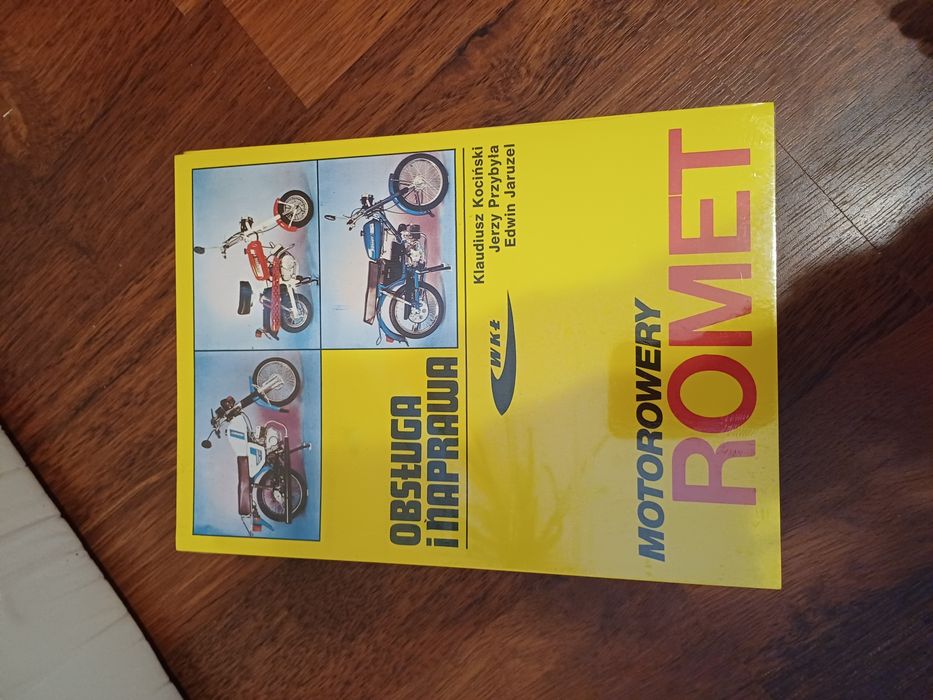 OBSŁUGA
i NAPRAWA
Klaudiusz Kociński
Jerzy Przybyła
Edwin Jaruzel
WKŁ
MOTOROWERY
ROMET